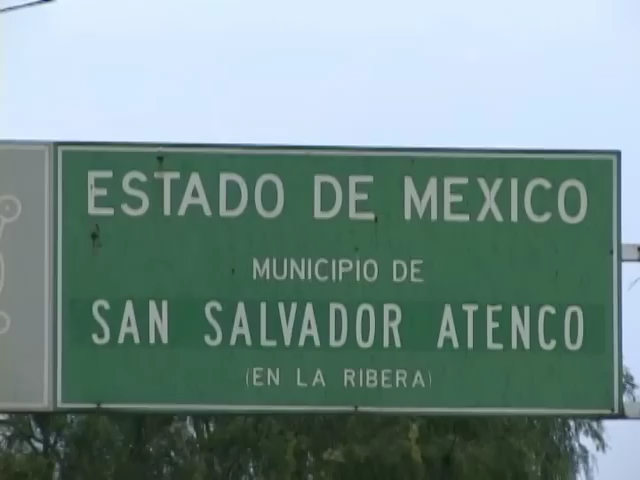 ESTADO DE MEXICO
MUNICIPIO DE
SAN SALVADOR ATENCO
(EN LA RIBERA)